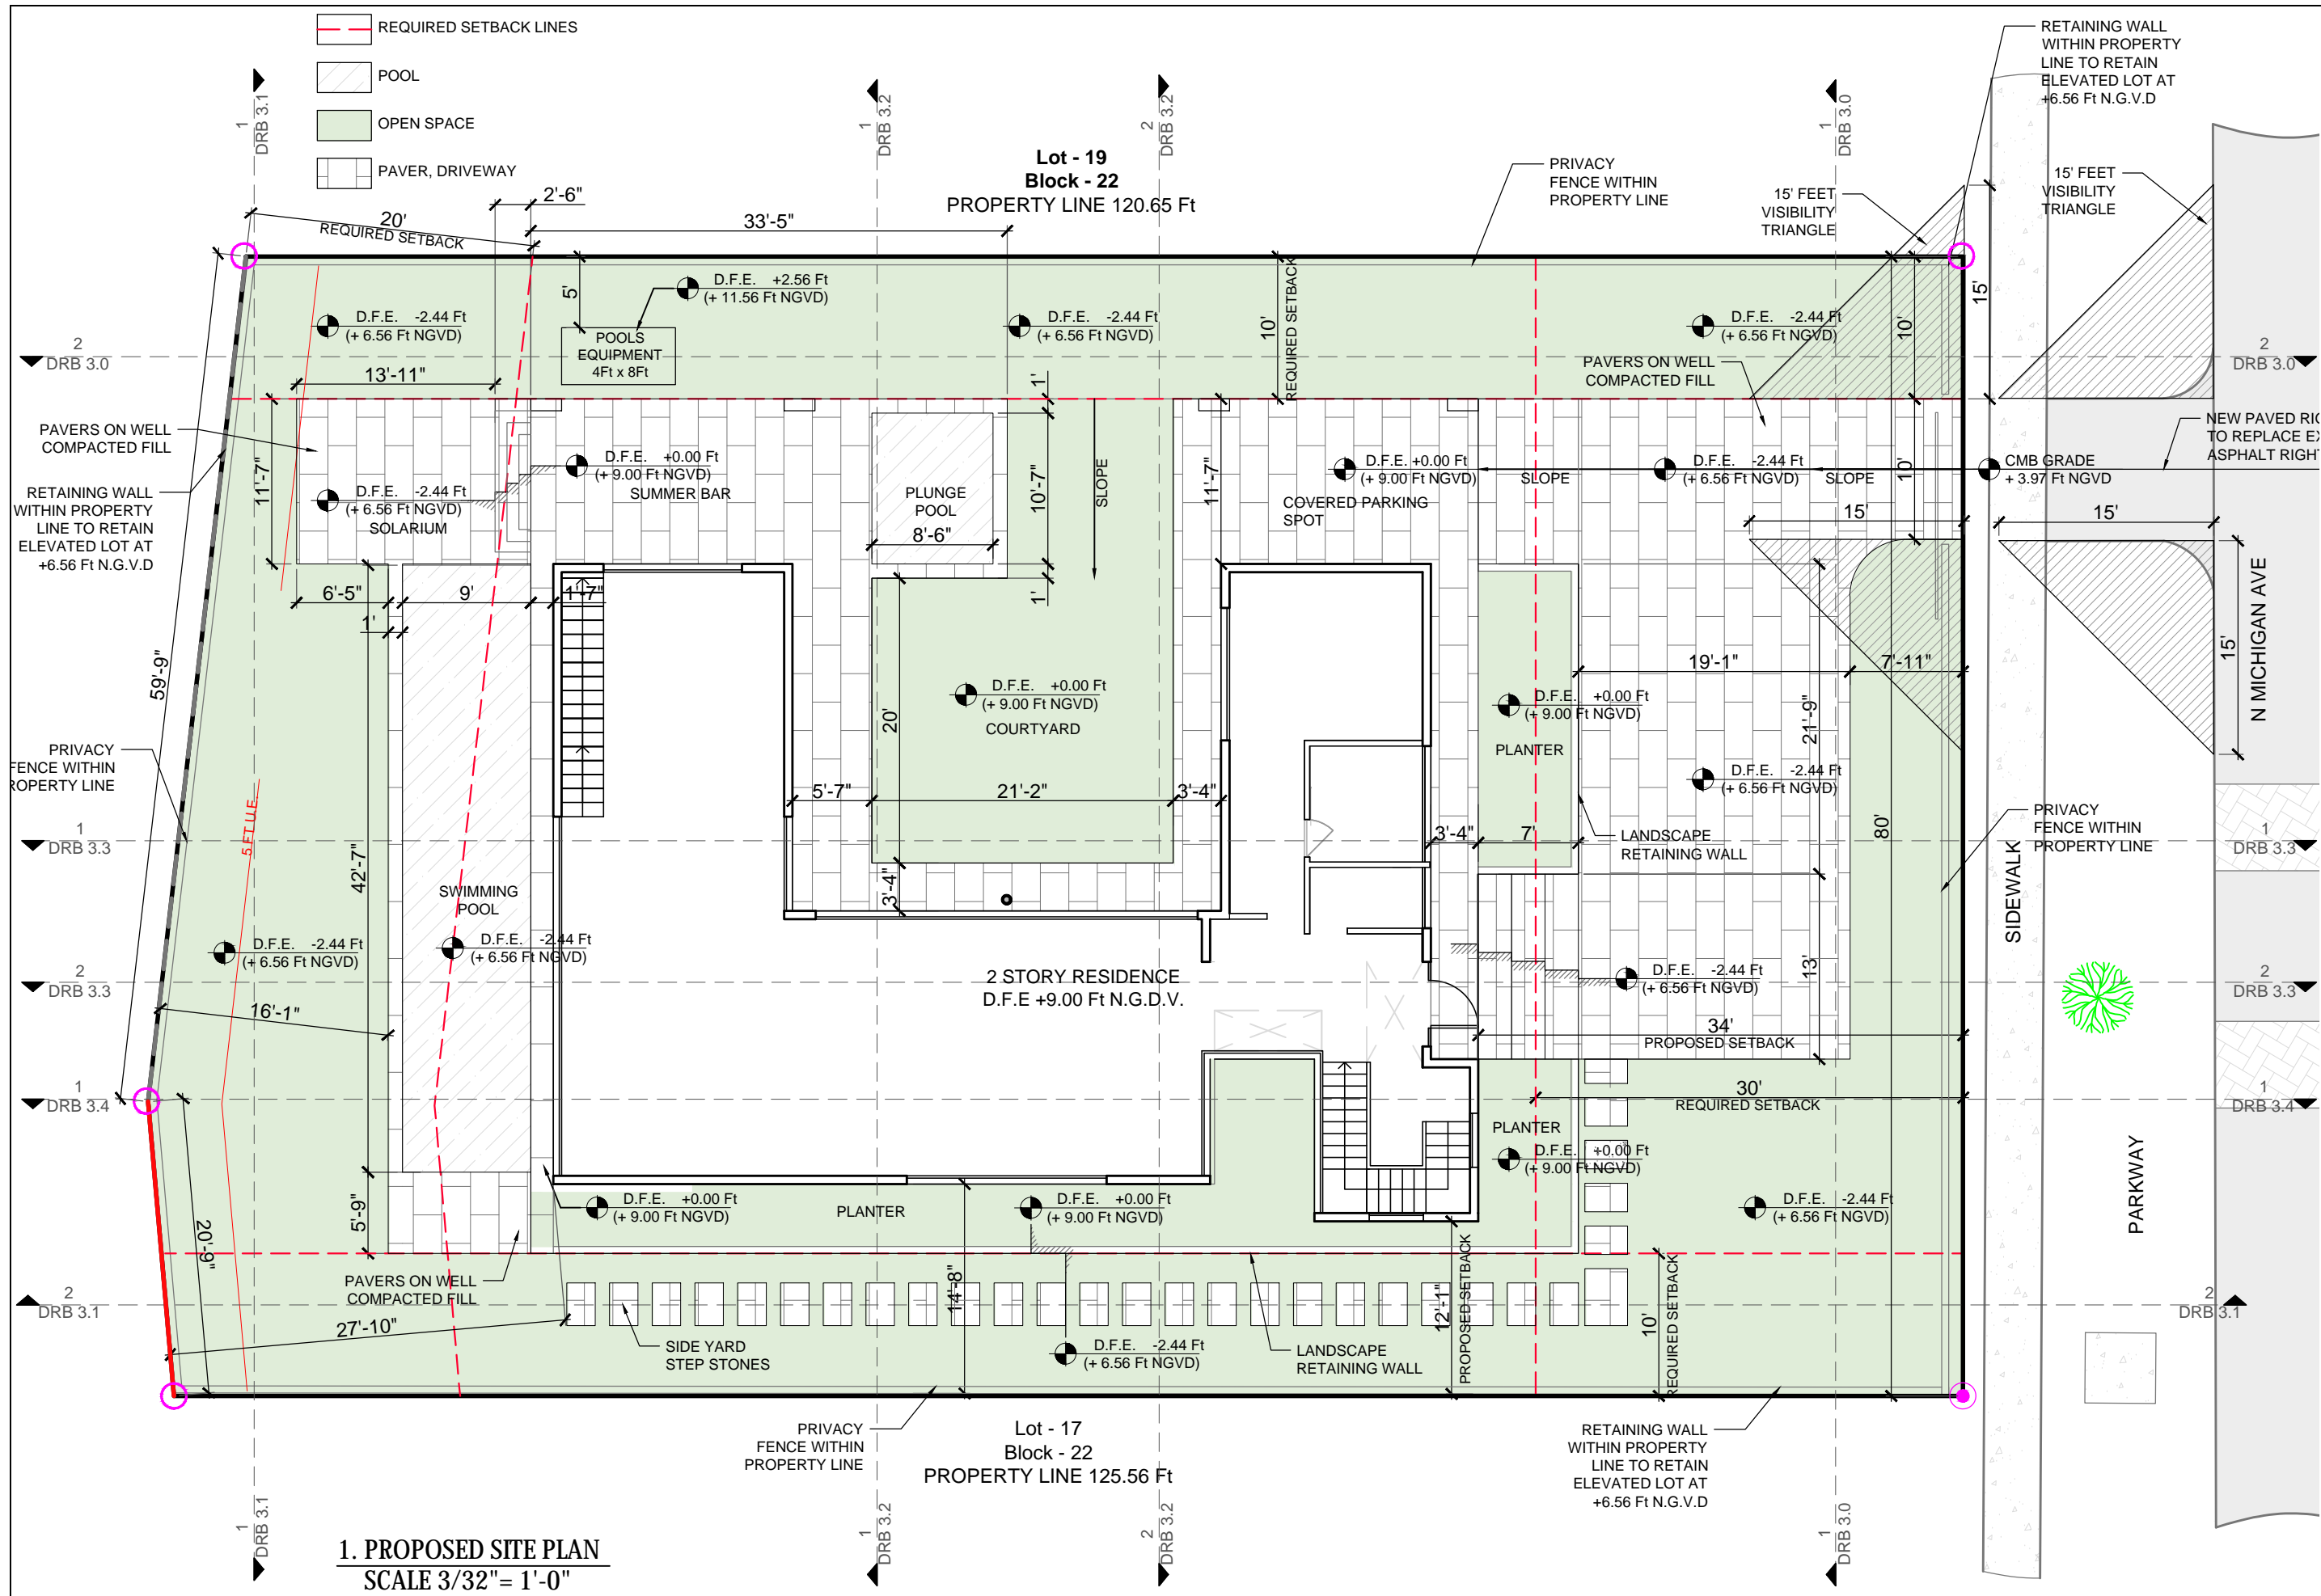 REQUIRED SETBACK LINES
POOL
OPEN SPACE
PAVER, DRIVEWAY
1
DRB 3.1
1
DRB 3.2
2
DRB 3.2
1
DRB 3.0
Lot - 19
Block - 22
PROPERTY LINE 120.65 Ft
PRIVACY
FENCE WITHIN
PROPERTY LINE
15' FEET
VISIBILITY
TRIANGLE
RETAINING WALL
WITHIN PROPERTY
LINE TO RETAIN
ELEVATED LOT AT
+6.56 Ft N.G.V.D
15' FEET
VISIBILITY
TRIANGLE
20'
REQUIRED SETBACK
2'-6"
33'-5"
5'
D.F.E. +2.56 Ft
(+ 11.56 Ft NGVD)
D.F.E. -2.44 Ft
(+ 6.56 Ft NGVD)
POOLS
EQUIPMENT
4Ft x 8Ft
D.F.E. -2.44 Ft
(+ 6.56 Ft NGVD)
10'
REQUIRED SETBACK
D.F.E. -2.44 Ft
(+ 6.56 Ft NGVD)
10'
15'
2
DRB 3.0
2
DRB 3.0
13'-11"
1'
PAVERS ON WELL
COMPACTED FILL
PAVERS ON WELL
COMPACTED FILL
11'-7"
D.F.E. +0.00 Ft
(+ 9.00 Ft NGVD)
SUMMER BAR
D.F.E. -2.44 Ft
(+ 6.56 Ft NGVD)
SOLARIUM
PLUNGE
POOL
8'-6"
10'-7"
SLOPE
11'-7"
D.F.E. +0.00 Ft
(+ 9.00 Ft NGVD)
COVERED PARKING
SPOT
SLOPE
D.F.E. -2.44 Ft
(+ 6.56 Ft NGVD)
SLOPE
10'
CMB GRADE
+ 3.97 Ft NGVD
NEW PAVED RIG
TO REPLACE EX
ASPHALT RIGHT
RETAINING WALL
WITHIN PROPERTY
LINE TO RETAIN
ELEVATED LOT AT
+6.56 Ft N.G.V.D
15'
15'
6'-5"
9'
1'-7"
1'
1'
59'-9"
15'
N MICHIGAN AVE
19'-1"
7'-11"
D.F.E. +0.00 Ft
(+ 9.00 Ft NGVD)
COURTYARD
20'
D.F.E. +0.00 Ft
(+ 9.00 Ft NGVD)
PLANTER
21'-9"
D.F.E. -2.44 Ft
(+ 6.56 Ft NGVD)
PRIVACY
FENCE WITHIN
ROPERTY LINE
5 FT U.E.
5'-7"
21'-2"
3'-4"
3'-4"
7'
LANDSCAPE
RETAINING WALL
80'
PRIVACY
FENCE WITHIN
PROPERTY LINE
1
DRB 3.3
1
DRB 3.3
42'-7"
SWIMMING
POOL
3'-4"
SIDEWALK
D.F.E. -2.44 Ft
(+ 6.56 Ft NGVD)
D.F.E. -2.44 Ft
(+ 6.56 Ft NGVD)
2 STORY RESIDENCE
D.F.E +9.00 Ft N.G.D.V.
D.F.E. -2.44 Ft
(+ 6.56 Ft NGVD)
13'
2
DRB 3.3
2
DRB 3.3
16'-1"
34'
PROPOSED SETBACK
1
DRB 3.4
30'
REQUIRED SETBACK
1
DRB 3.4
PLANTER
D.F.E. +0.00 Ft
(+ 9.00 Ft NGVD)
PARKWAY
20'-9"
5'-9"
D.F.E. +0.00 Ft
(+ 9.00 Ft NGVD)
PLANTER
D.F.E. +0.00 Ft
(+ 9.00 Ft NGVD)
D.F.E. -2.44 Ft
(+ 6.56 Ft NGVD)
PAVERS ON WELL
COMPACTED FILL
2
DRB 3.1
2
DRB 3.1
14'-8"
12'-1"
PROPOSED SETBACK
10'
REQUIRED SETBACK
27'-10"
SIDE YARD
STEP STONES
D.F.E. -2.44 Ft
(+ 6.56 Ft NGVD)
LANDSCAPE
RETAINING WALL
PRIVACY
FENCE WITHIN
PROPERTY LINE
Lot - 17
Block - 22
PROPERTY LINE 125.56 Ft
RETAINING WALL
WITHIN PROPERTY
LINE TO RETAIN
ELEVATED LOT AT
+6.56 Ft N.G.V.D
1
DRB 3.1
1
DRB 3.2
2
DRB 3.2
1
DRB 3.0
1. PROPOSED SITE PLAN
SCALE 3/32"= 1'-0"